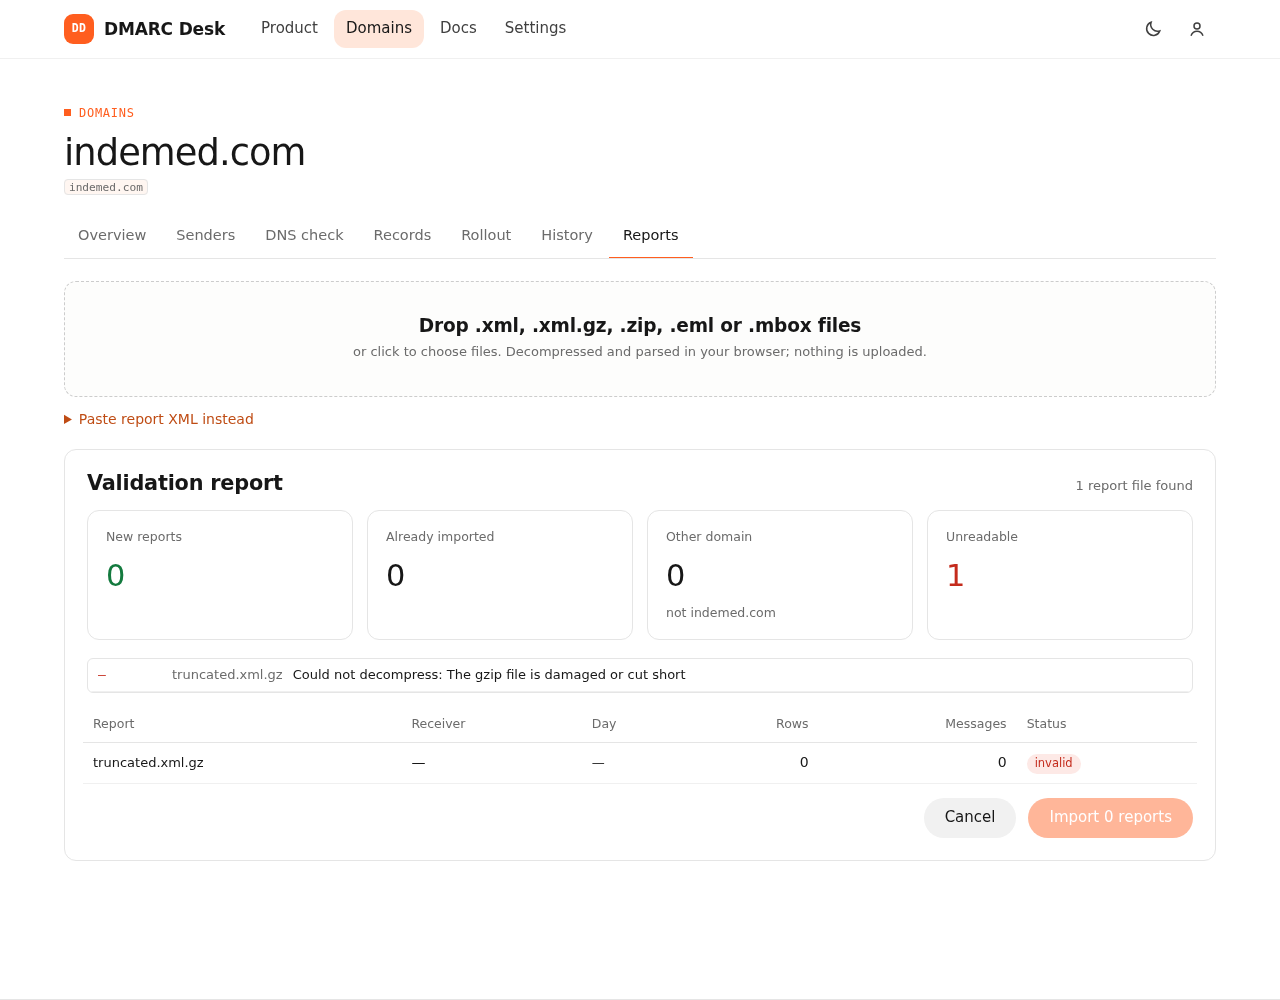 DD DMARC Desk Product Domains Docs Settings
DOMAINS
indemed.com
indemed.com
Overview Senders DNS check Records Rollout History Reports
Drop .xml, .xml.gz, .zip, .eml or .mbox files
or click to choose files. Decompressed and parsed in your browser; nothing is uploaded.
Paste report XML instead
Validation report 1 report file found
New reports Already imported Other domain Unreadable
0 0 0 1
not indemed.com
— truncated.xml.gz Could not decompress: The gzip file is damaged or cut short
Report Receiver Day Rows Messages Status
truncated.xml.gz — — 0 0 invalid
Cancel Import 0 reports